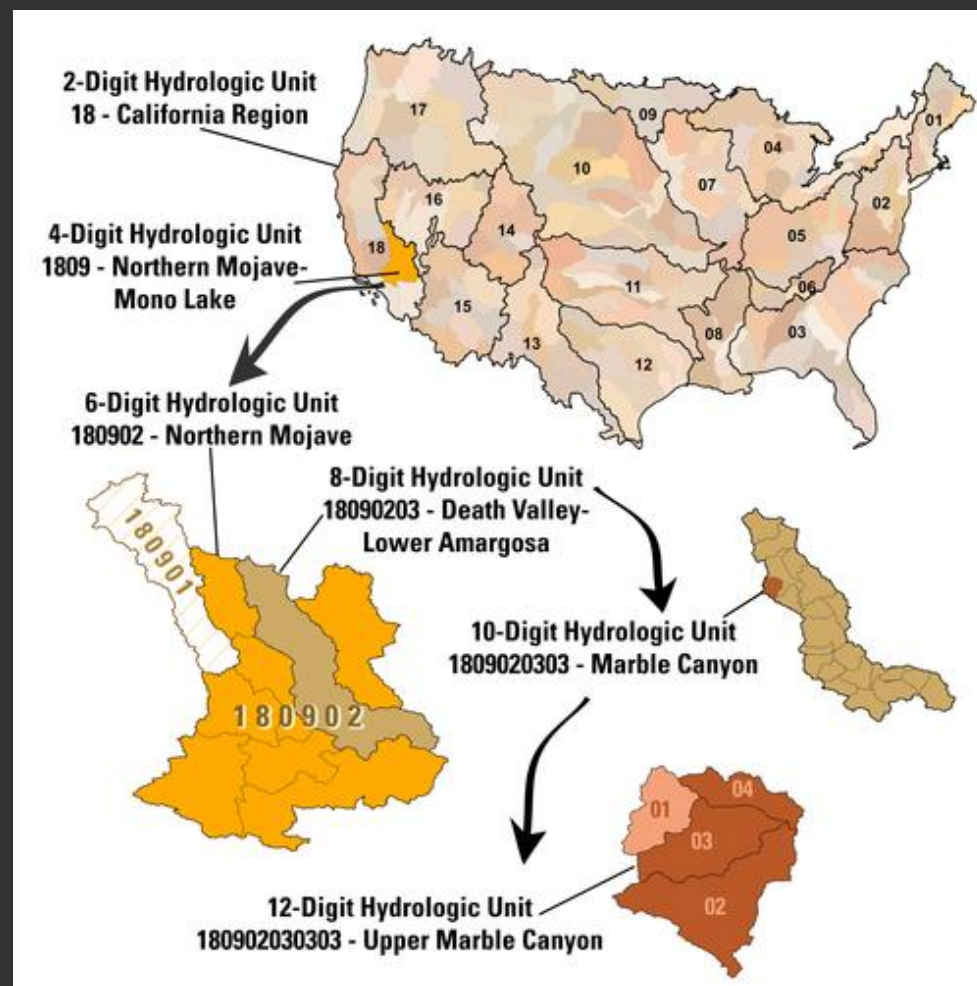 2-Digit Hydrologic Unit
18 - California Region
17
09
01
04
10
07
16
02
4-Digit Hydrologic Unit
1809 - Northern Mojave-
Mono Lake
18
14
05
11
06
15
08
03
13
12
6-Digit Hydrologic Unit
180902 - Northern Mojave
8-Digit Hydrologic Unit
18090203 - Death Valley-
Lower Amargosa
180901
10-Digit Hydrologic Unit
1809020303 - Marble Canyon
180902
04
01
03
02
12-Digit Hydrologic Unit
180902030303 - Upper Marble Canyon